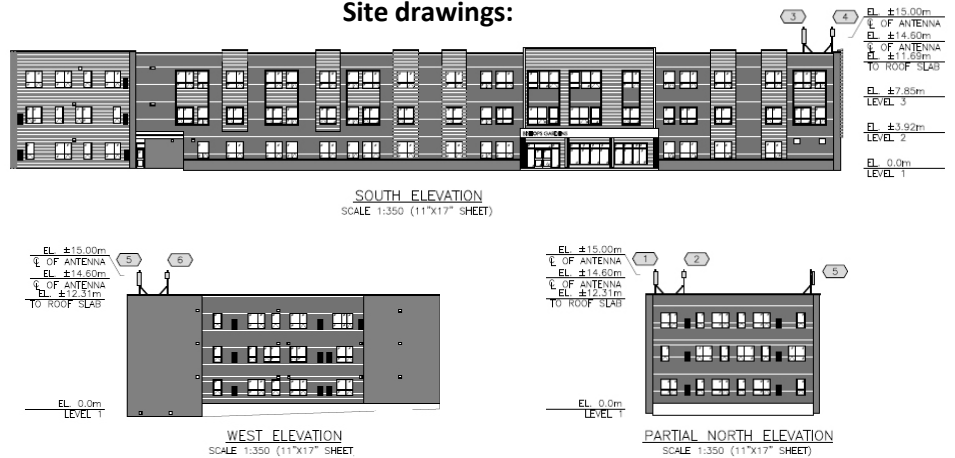 Site drawings:
3
4
EL. ±15.00m
℄ OF ANTENNA
EL. ±14.60m
℄ OF ANTENNA
EL. ±11.69m
TO ROOF SLAB
EL. ±7.85m
LEVEL 3
EL. ±3.92m
LEVEL 2
EL. 0.0m
LEVEL 1
BISHOPS GARDENS
SOUTH ELEVATION
SCALE 1:350 (11"X17" SHEET)
EL. ±15.00m
℄ OF ANTENNA
EL. ±14.60m
℄ OF ANTENNA
EL. ±12.31m
TO ROOF SLAB
5
6
EL. 0.0m
LEVEL 1
WEST ELEVATION
SCALE 1:350 (11"X17" SHEET
EL. ±15.00m
℄ OF ANTENNA
EL. ±14.60m
℄ OF ANTENNA
EL. ±12.31m
TO ROOF SLAB
1
2
5
EL. 0.0m
LEVEL 1
PARTIAL NORTH ELEVATION
SCALE 1:350 (11"X17" SHEET)